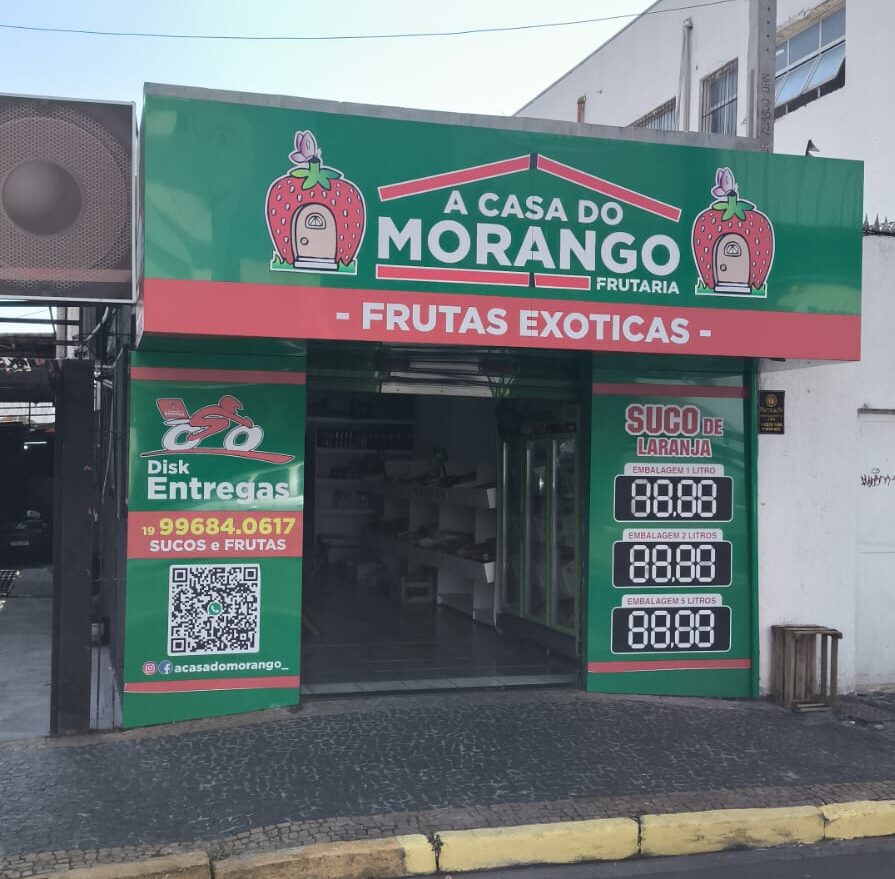 A CASA DO
MORANGO
FRUTARIA
- FRUTAS EXOTICAS -
Disk
Entregas
19 99684.0617
SUCOS e FRUTAS
acasadomorango_
SUCO DE
LARANJA
EMBALAGEM 1 LITRO
88.88
EMBALAGEM 2 LITROS
88.88
EMBALAGEM 5 LITROS
88.88